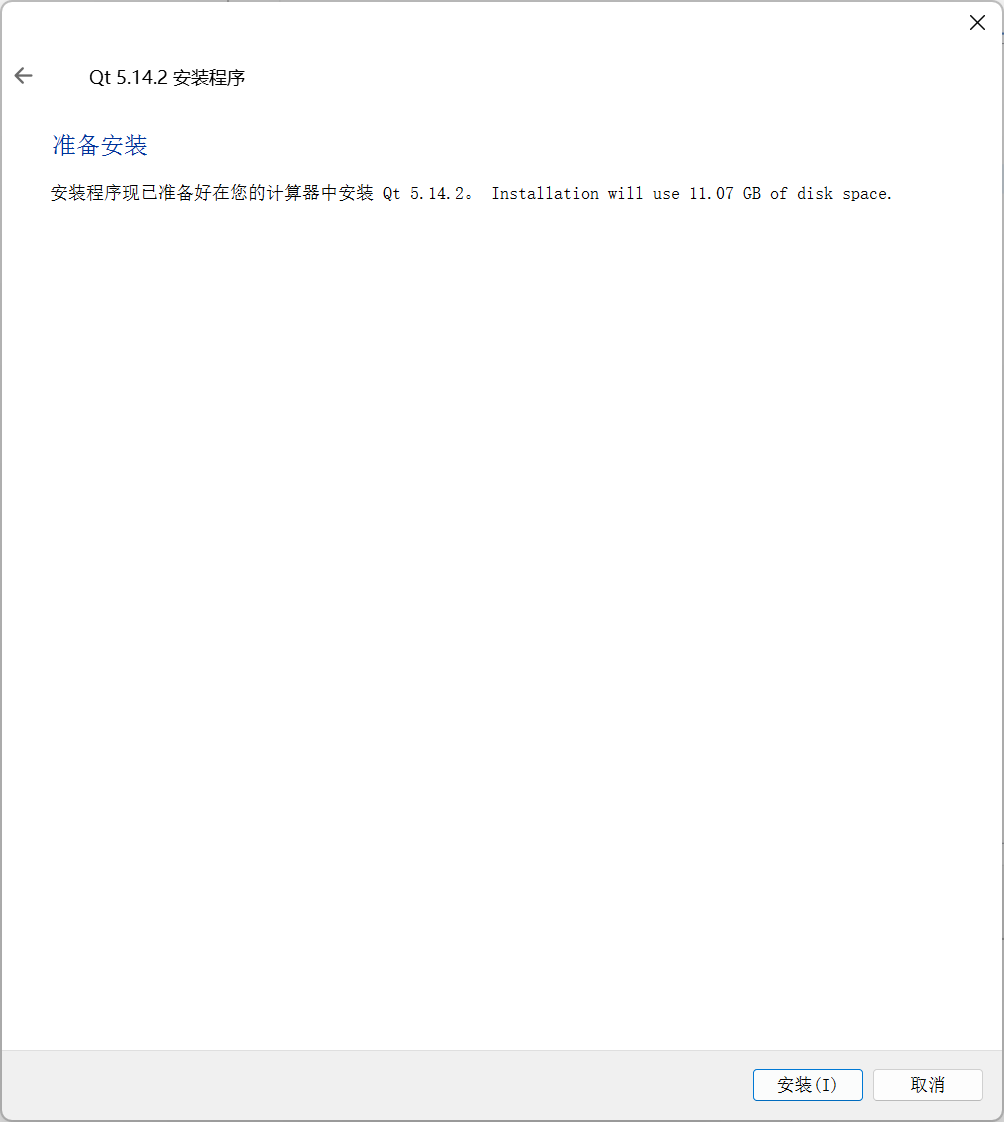 Qt 5.14.2 安装程序
准备安装
安装程序现已准备好在您的计算器中安装 Qt 5.14.2。 Installation will use 11.07 GB of disk space.
安装(I)
取消